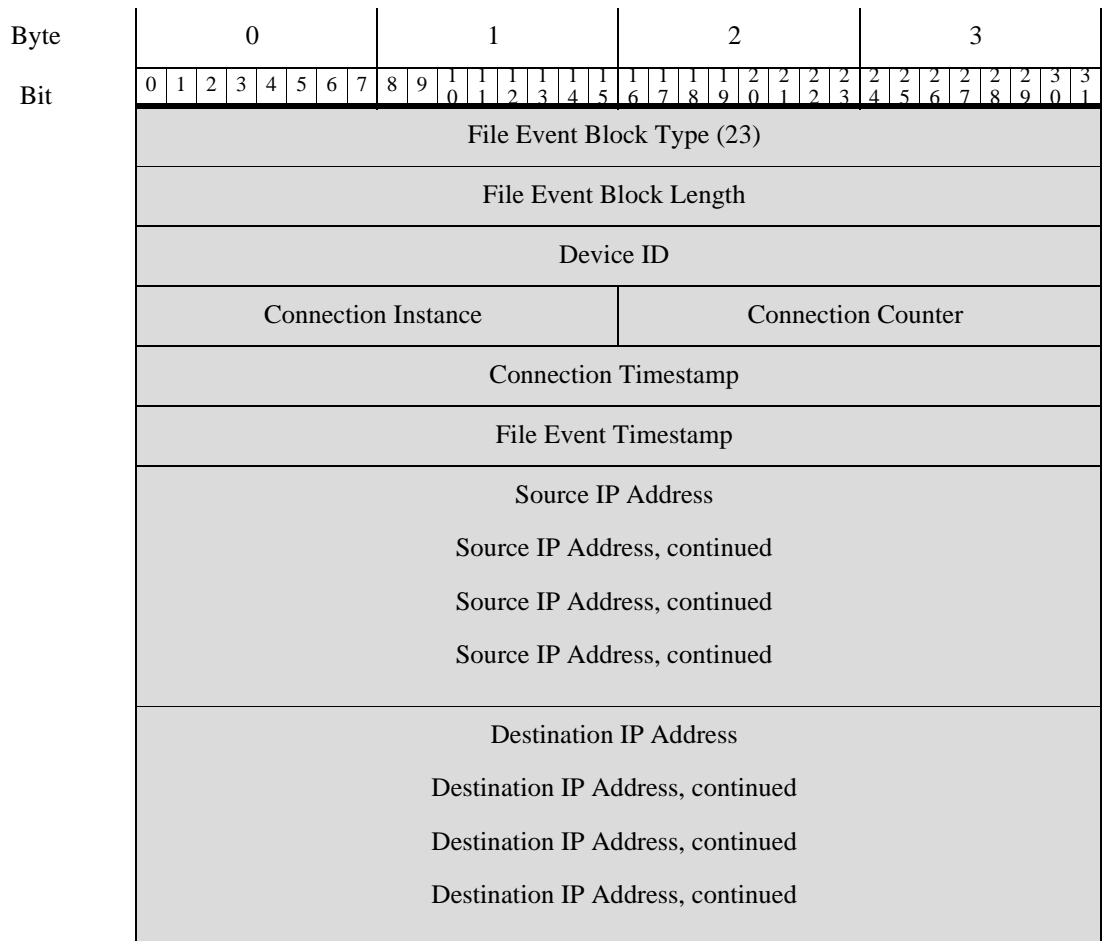 Byte 0 1 2 3
Bit 0 1 2 3 4 5 6 7 8 9 10 11 12 13 14 15 16 17 18 19 20 21 22 23 24 25 26 27 28 29 30 31
File Event Block Type (23)
File Event Block Length
Device ID
Connection Instance Connection Counter
Connection Timestamp
File Event Timestamp
Source IP Address
Source IP Address, continued
Source IP Address, continued
Source IP Address, continued
Destination IP Address
Destination IP Address, continued
Destination IP Address, continued
Destination IP Address, continued